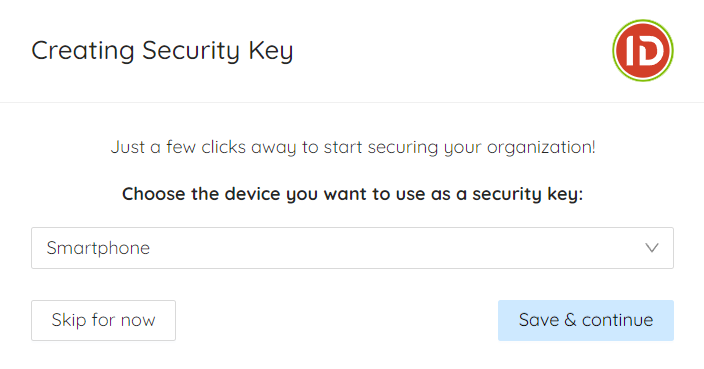 Creating Security Key
ID
Just a few clicks away to start securing your organization!
Choose the device you want to use as a security key:
Smartphone
Skip for now Save & continue